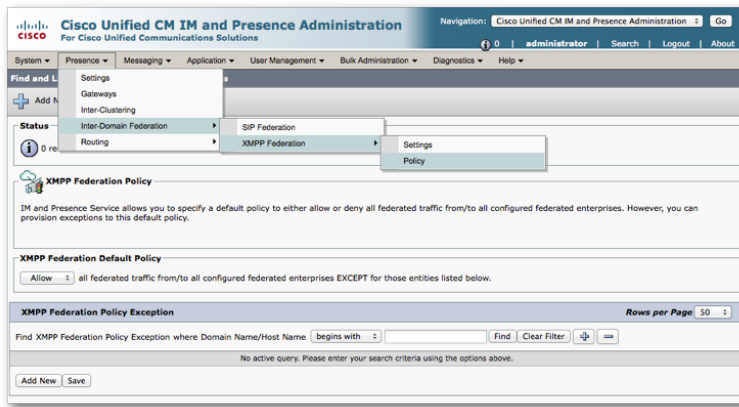 cisco
Cisco Unified CM IM and Presence Administration
For Cisco Unified Communications Solutions
Navigation: Cisco Unified CM IM and Presence Administration Go
0 | administrator | Search | Logout | About
System Presence Messaging Application User Management Bulk Administration Diagnostics Help
Find and L
Settings
Gateways
Add N
Inter-Clustering
Status
Inter-Domain Federation
SIP Federation
0 re
Routing
XMPP Federation
Settings
Policy
XMPP Federation Policy
IM and Presence Service allows you to specify a default policy to either allow or deny all federated traffic from/to all configured federated enterprises. However, you can
provision exceptions to this default policy.
XMPP Federation Default Policy
Allow all federated traffic from/to all configured federated enterprises EXCEPT for those entities listed below.
XMPP Federation Policy Exception Rows per Page 50
Find XMPP Federation Policy Exception where Domain Name/Host Name begins with Find Clear Filter
No active query. Please enter your search criteria using the options above.
Add New Save